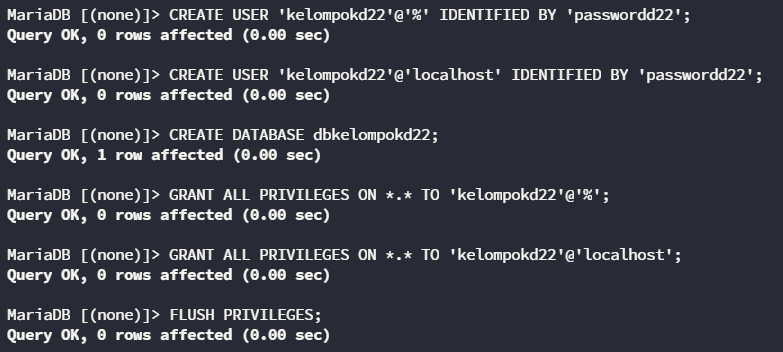 MariaDB [(none)]> CREATE USER 'kelompokd22'@'%' IDENTIFIED BY 'passwordd22';
Query OK, 0 rows affected (0.00 sec)
MariaDB [(none)]> CREATE USER 'kelompokd22'@'localhost' IDENTIFIED BY 'passwordd22';
Query OK, 0 rows affected (0.00 sec)
MariaDB [(none)]> CREATE DATABASE dbkelompokd22;
Query OK, 1 row affected (0.00 sec)
MariaDB [(none)]> GRANT ALL PRIVILEGES ON *.* TO 'kelompokd22'@'%';
Query OK, 0 rows affected (0.00 sec)
MariaDB [(none)]> GRANT ALL PRIVILEGES ON *.* TO 'kelompokd22'@'localhost';
Query OK, 0 rows affected (0.00 sec)
MariaDB [(none)]> FLUSH PRIVILEGES;
Query OK, 0 rows affected (0.00 sec)